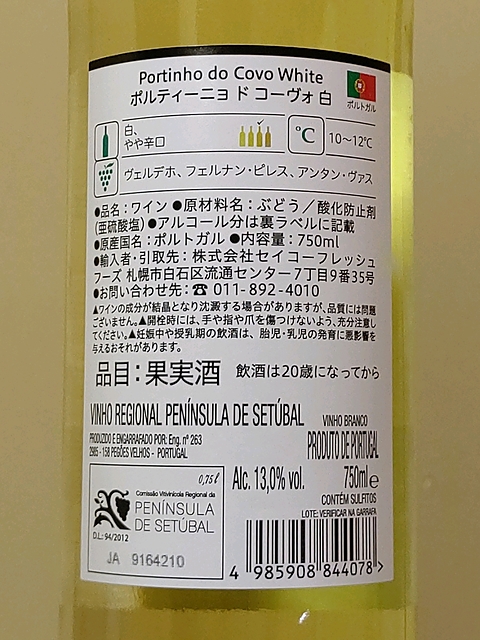 Portinho do Covo White
ポルティーニョ ド コーヴォ 白
ポルトガル
白、
やや辛口
℃
10~12℃
ヴェルデホ、フェルナン・ピレス、アンタン・ヴァス
●品名：ワイン ●原材料名：ぶどう／酸化防止剤
(亜硫酸塩) ●アルコール分は裏ラベルに記載
●原産国名：ポルトガル ●内容量：750ml
●輸入者・引取先：株式会社セイコーフレッシュ
フーズ 札幌市白石区流通センター7丁目9番35号
●お問い合わせ先：☎ 011-892-4010
▲ワインの成分が結晶となり沈澱する場合がありますが、品質には問題
ございません。▲開栓時には、手や指や爪を傷つけないよう、充分注意し
てください。▲妊娠中や授乳期の飲酒は、胎児・乳児の発育に悪影響を
与えるおそれがあります。
品目：果実酒 飲酒は20歳になってから
VINHO REGIONAL PENÍNSULA DE SETÚBAL
PRODUZIDO E ENGARRAFADO POR: Eng. nº 263
2985 - 158 PEGÕES VELHOS - PORTUGAL
VINHO BRANCO
PRODUTO DE PORTUGAL
0,75 l
Comissão Vitivinícola Regional da
PENÍNSULA
DE SETÚBAL
D.L.: 94/2012
JA 9164210
Alc. 13,0% vol.
750ml e
CONTÉM SULFITOS
LOTE: VERIFICAR NA GARRAFA
4 985908 844078 >